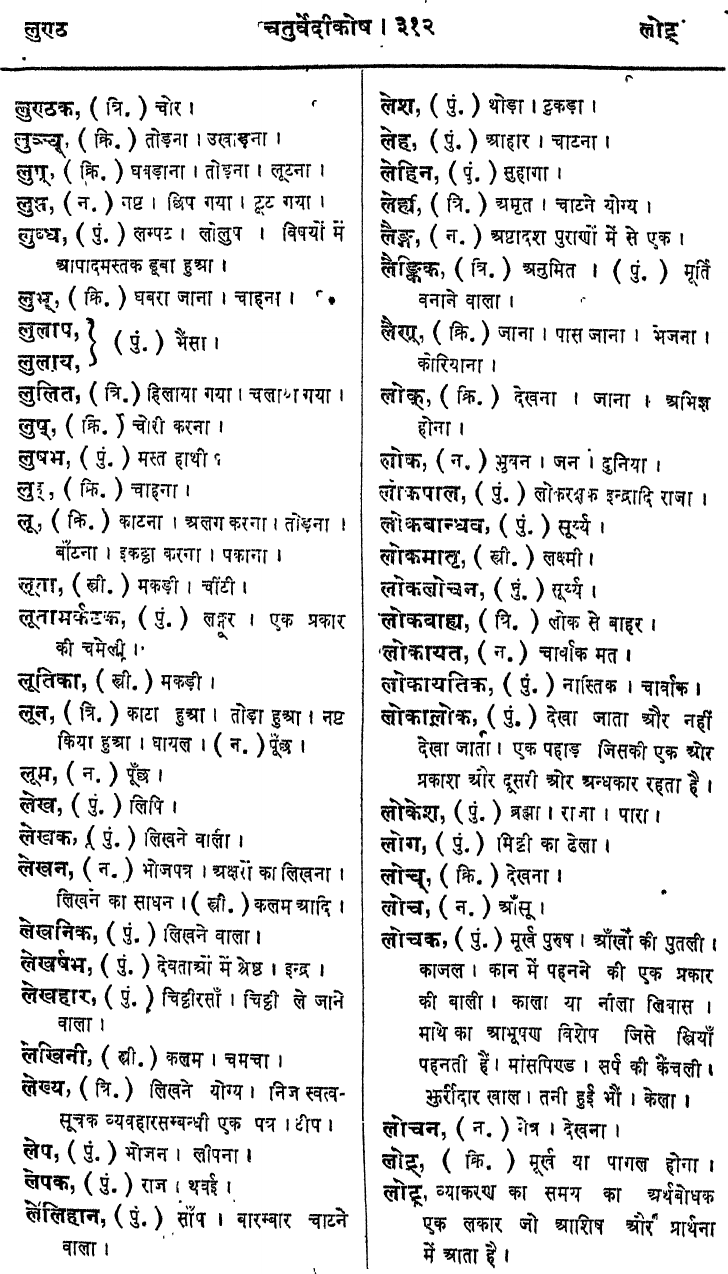 लुण्ठ
चतुर्वेदीकोष । ३१२
लोट्
लुण्ठक, ( त्रि. ) चोर ।
लुञ्च्, ( क्रि. ) तोड़ना । उखाड़ना ।
लुण्, ( क्रि. ) घबड़ाना । तोड़ना । लूटना ।
लुप्त, ( न. ) नष्ट । छिप गया । टूट गया ।
लुब्ध, ( पुं. ) लम्पट । लोलुप । विषयों में
आपादमस्तक डूबा हुआ ।
लुभ्, ( क्रि. ) घबरा जाना । चाहना ।
लुलाप,
लुलाय,
( पुं. ) भैंसा ।
लुलित, ( त्रि. ) हिलाया गया । चलाया गया ।
लुष्, ( क्रि. ) चोरी करना ।
लुषभ, ( पुं. ) मस्त हाथी
( क्रि. ) चाहना ।
लू, ( क्रि. ) काटना । अलग करना । तोड़ना ।
बाँटना । इकट्ठा करना । पकाना ।
लूता, ( स्त्री. ) मकड़ी । चींटी ।
लूतामर्कटक, ( पुं. ) लङ्गूर । एक प्रकार
की चमेली ।
लूतिका, ( स्त्री. ) मकड़ी ।
लून, ( त्रि. ) काटा हुआ । तोड़ा हुआ । नष्ट
किया हुआ । घायल । ( न. ) पूँछ ।
लूम, ( न. ) पूँछ ।
लेख, ( पुं. ) लिपि ।
लेखक, ( पुं. ) लिखने वाला ।
लेखन, ( न. ) भोजपत्र । अक्षरों का लिखना ।
लिखने का साधन । ( स्त्री. ) कलम आदि ।
लेखनिक, ( पुं. ) लिखने वाला ।
लेखर्षभ, ( पुं. ) देवताओं में श्रेष्ठ । इन्द्र ।
लेखहार, ( पुं. ) चिट्ठीरसाँ । चिट्ठी ले जाने
वाला ।
लेखिनी, ( स्त्री. ) कलम । चमचा ।
लेख्य, ( त्रि. ) लिखने योग्य । निज स्वत्व-
सूचक व्यवहारसम्बन्धी एक पत्र । टीप ।
लेप, ( पुं. ) भोजन । लीपना ।
लेपक, ( पुं. ) राज । थवई ।
लेलिहान, ( पुं. ) साँप । बारम्बार चाटने
वाला ।
लेश, ( पुं. ) थोड़ा । टुकड़ा ।
लेह, ( पुं. ) आहार । चाटना ।
लेहिन, ( पुं. ) सुहागा ।
लेह्य, ( त्रि. ) अमृत । चाटने योग्य ।
लैङ्ग, ( न. ) अष्टादश पुराणों में से एक ।
लैङ्गिक, ( त्रि. ) अनुमित । ( पुं. ) मूर्ति
बनाने वाला ।
लैण्, ( क्रि. ) जाना । पास जाना । भेजना ।
कोरियाना ।
लोक्, ( क्रि. ) देखना । जाना । अभिज्ञ
होना ।
लोक, ( न. ) भुवन । जन । दुनिया ।
लोकपाल, ( पुं. ) लोकरक्षक इन्द्रादि राजा ।
लोकबान्धव, ( पुं. ) सूर्य्य ।
लोकमातृ, ( स्त्री. ) लक्ष्मी ।
लोकलोचन, ( पुं. ) सूर्य्य ।
लोकबाह्य, ( त्रि. ) लोक से बाहर ।
लोकायत, ( न. ) चार्वाक मत ।
लोकायतिक, ( पुं. ) नास्तिक । चार्वाक ।
लोकालोक, ( पुं. ) देखा जाता और नहीं
देखा जाता । एक पहाड़ जिसकी एक ओर
प्रकाश और दूसरी ओर अन्धकार रहता है ।
लोकेश, ( पुं. ) ब्रह्मा । राजा । पारा ।
लोग, ( पुं. ) मिट्टी का ढेला ।
लोच्, ( क्रि. ) देखना ।
लोच, ( न. ) आँसू ।
लोचक, ( पुं. ) मूर्ख पुरुष । आँखों की पुतली ।
काजल । कान में पहनने की एक प्रकार
की बाली । काला या नीला लिबास ।
माथे का आभूषण विशेष जिसे स्त्रियाँ
पहनती हैं । मांसपिण्ड । सर्प की कैंचली ।
झुर्रीदार खाल । तनी हुई भौं । केला ।
लोचन, ( न. ) नेत्र । देखना ।
लोट्, ( क्रि. ) मूर्ख या पागल होगा ।
लोट्, व्याकरण का समय का अर्थबोधक
एक लकार जो आशिष और प्रार्थना
में आता है ।